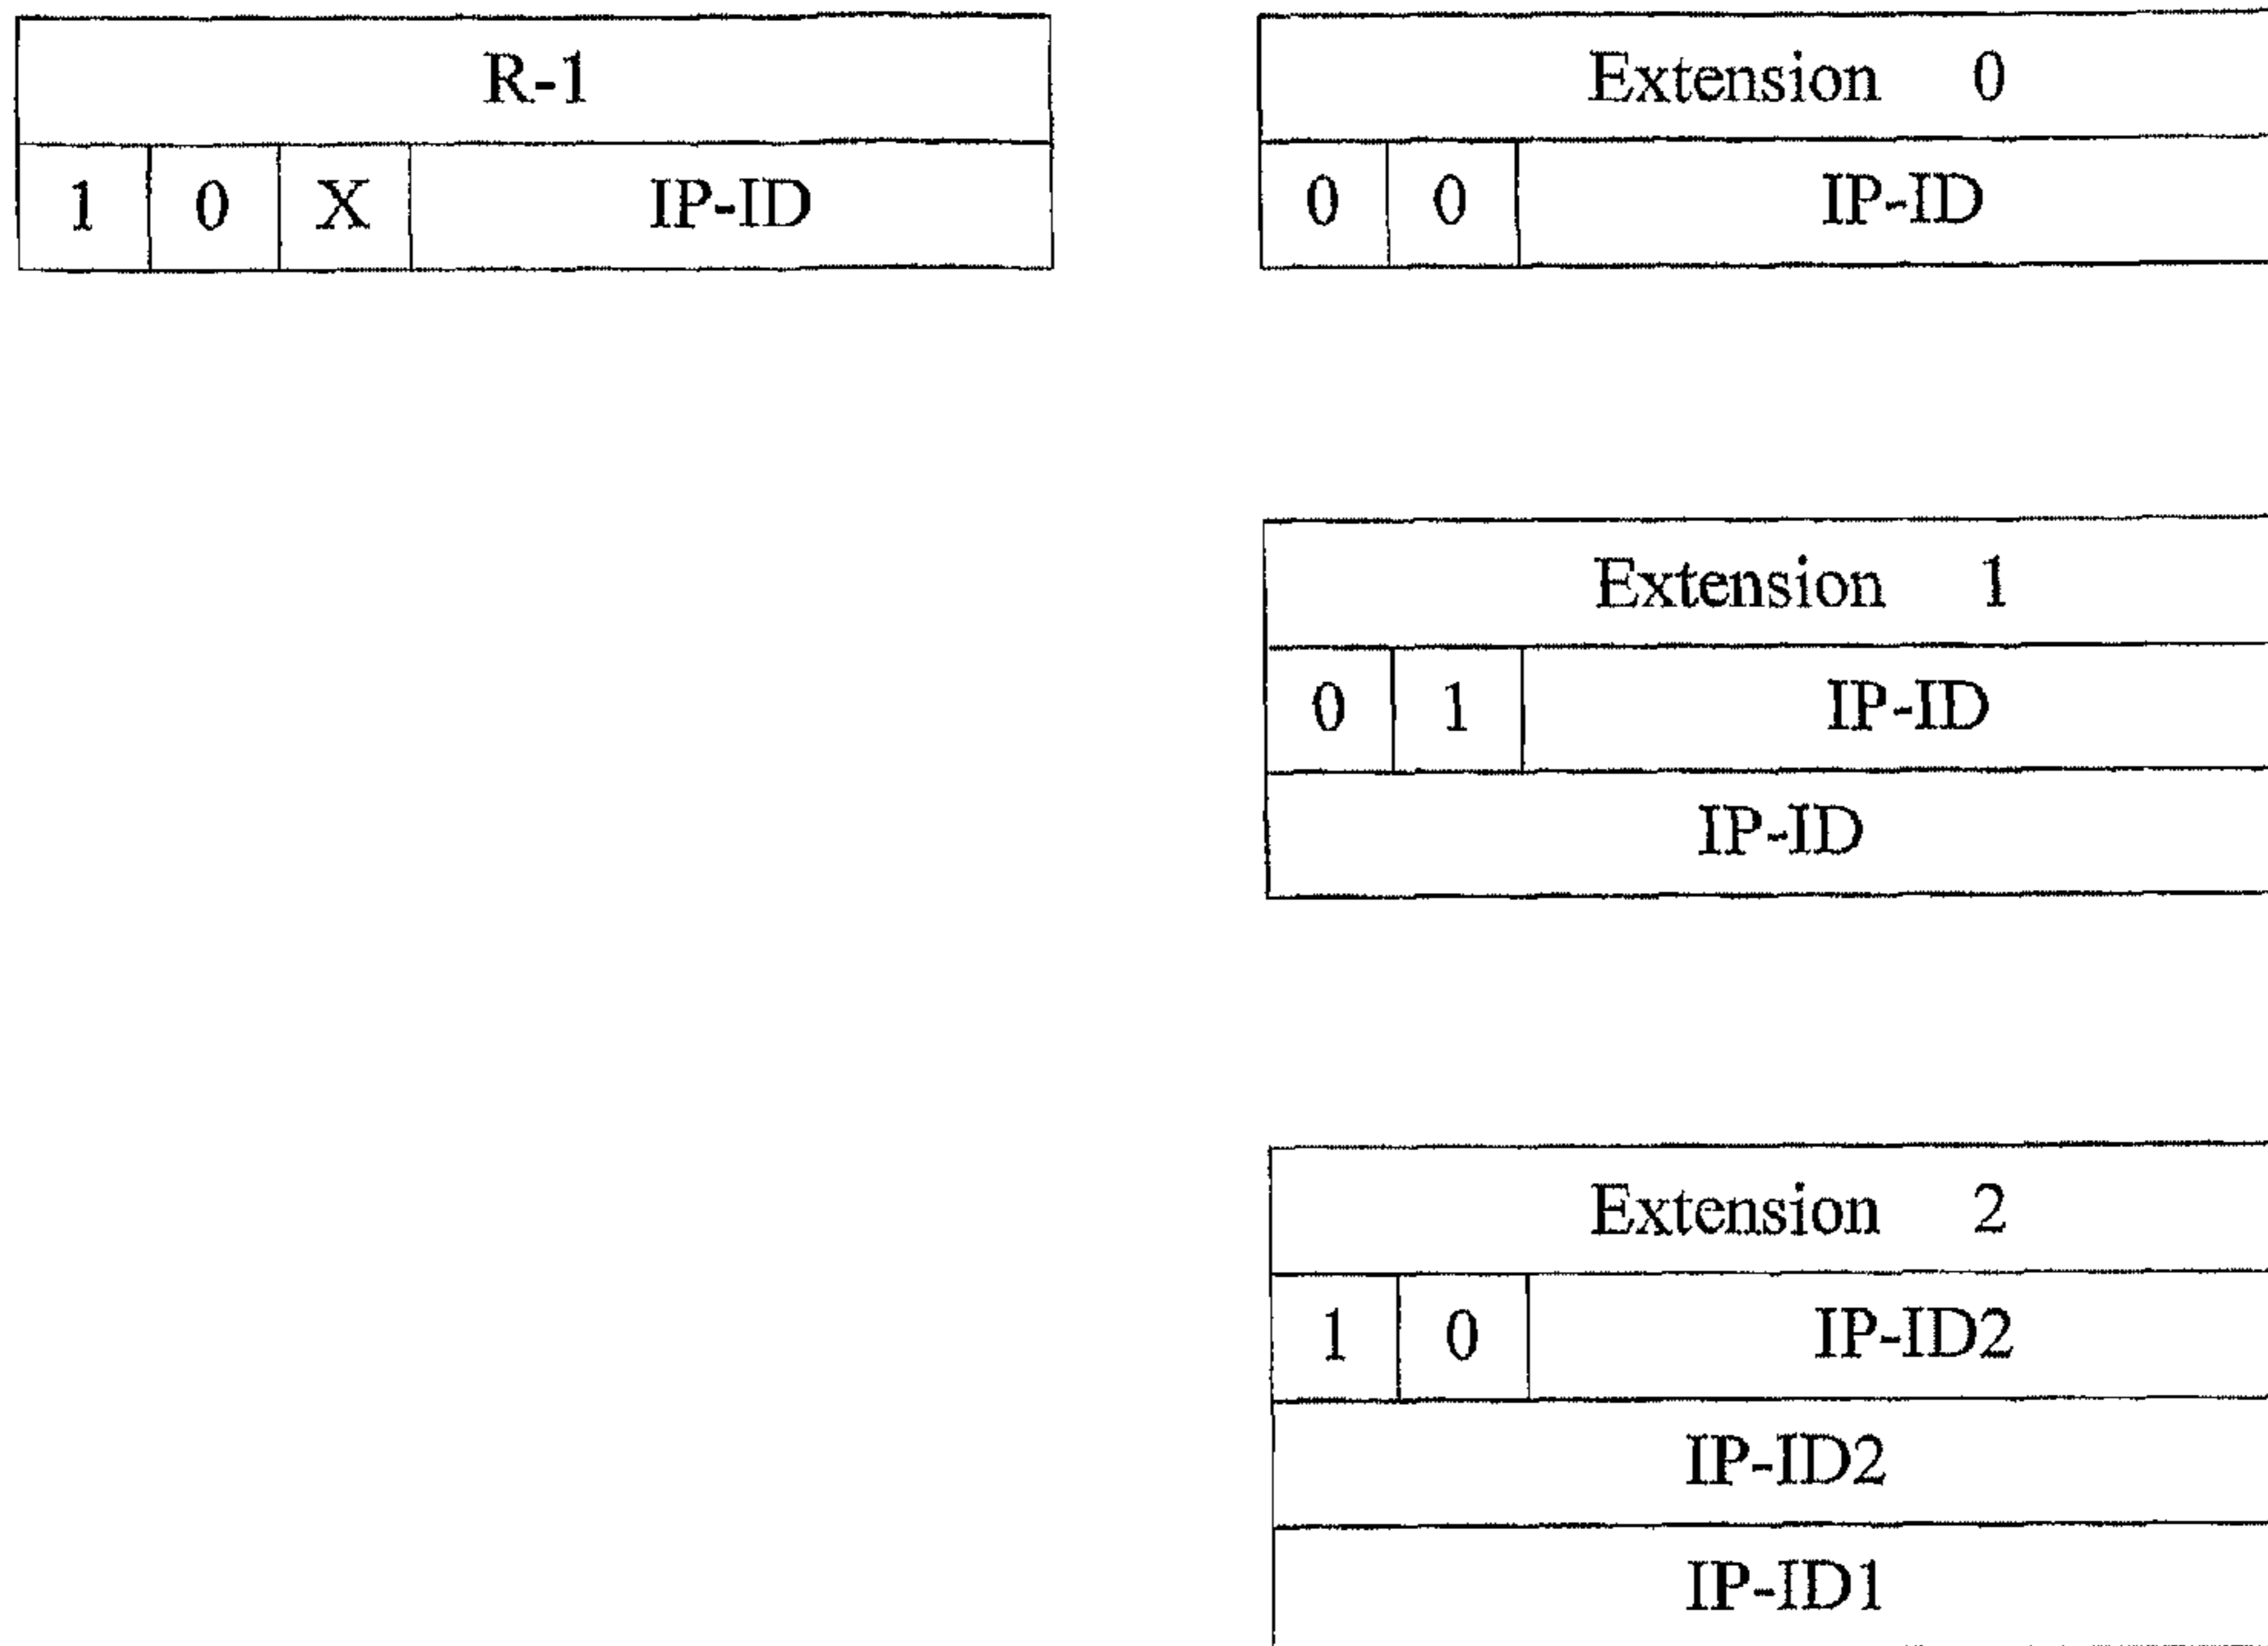 R-1
1 0 X IP-ID
Extension 0
0 0 IP-ID
Extension 1
0 1 IP-ID
IP-ID
Extension 2
1 0 IP-ID2
IP-ID2
IP-ID1